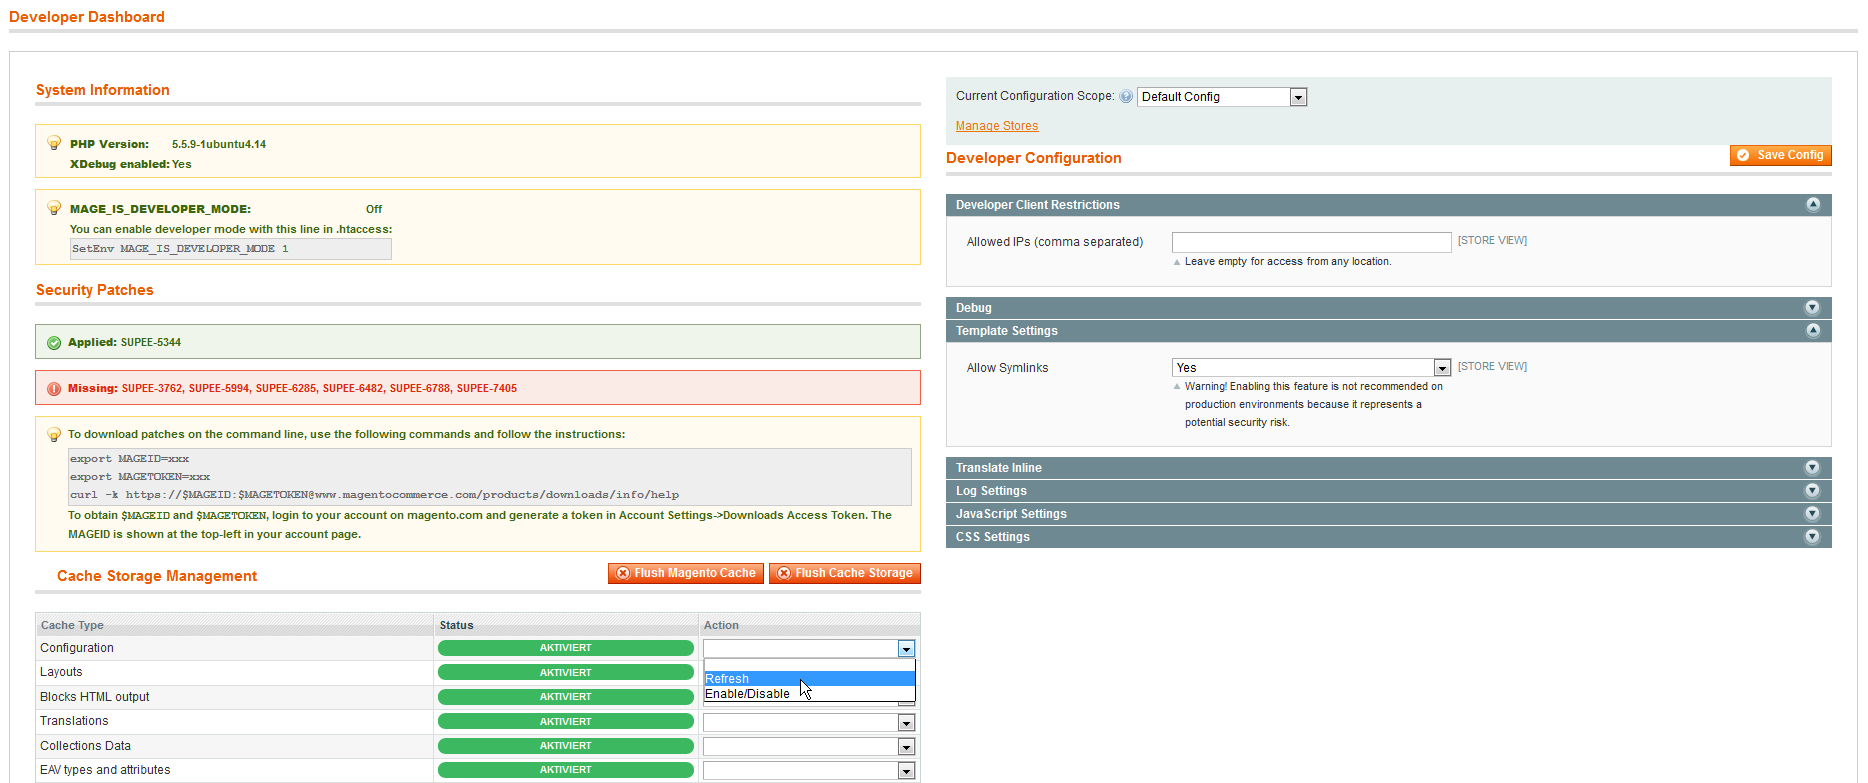 Developer Dashboard
System Information
PHP Version: 5.5.9-1ubuntu4.14
XDebug enabled: Yes
MAGE_IS_DEVELOPER_MODE: Off
You can enable developer mode with this line in .htaccess:
SetEnv MAGE_IS_DEVELOPER_MODE 1
Security Patches
Applied: SUPEE-5344
Missing: SUPEE-3762, SUPEE-5994, SUPEE-6285, SUPEE-6482, SUPEE-6788, SUPEE-7405
To download patches on the command line, use the following commands and follow the instructions:
export MAGEID=xxx
export MAGETOKEN=xxx
curl -k https://$MAGEID:$MAGETOKEN@www.magentocommerce.com/products/downloads/info/help
To obtain $MAGEID and $MAGETOKEN, login to your account on magento.com and generate a token in Account Settings->Downloads Access Token. The
MAGEID is shown at the top-left in your account page.
Cache Storage Management
Flush Magento Cache
Flush Cache Storage
Cache Type Status Action
Configuration AKTIVIERT
Layouts AKTIVIERT
Refresh
Enable/Disable
Blocks HTML output AKTIVIERT
Translations AKTIVIERT
Collections Data AKTIVIERT
EAV types and attributes AKTIVIERT
Current Configuration Scope: Default Config
Manage Stores
Developer Configuration
Save Config
Developer Client Restrictions
Allowed IPs (comma separated) [STORE VIEW]
Leave empty for access from any location.
Debug
Template Settings
Allow Symlinks Yes [STORE VIEW]
Warning! Enabling this feature is not recommended on
production environments because it represents a
potential security risk.
Translate Inline
Log Settings
JavaScript Settings
CSS Settings